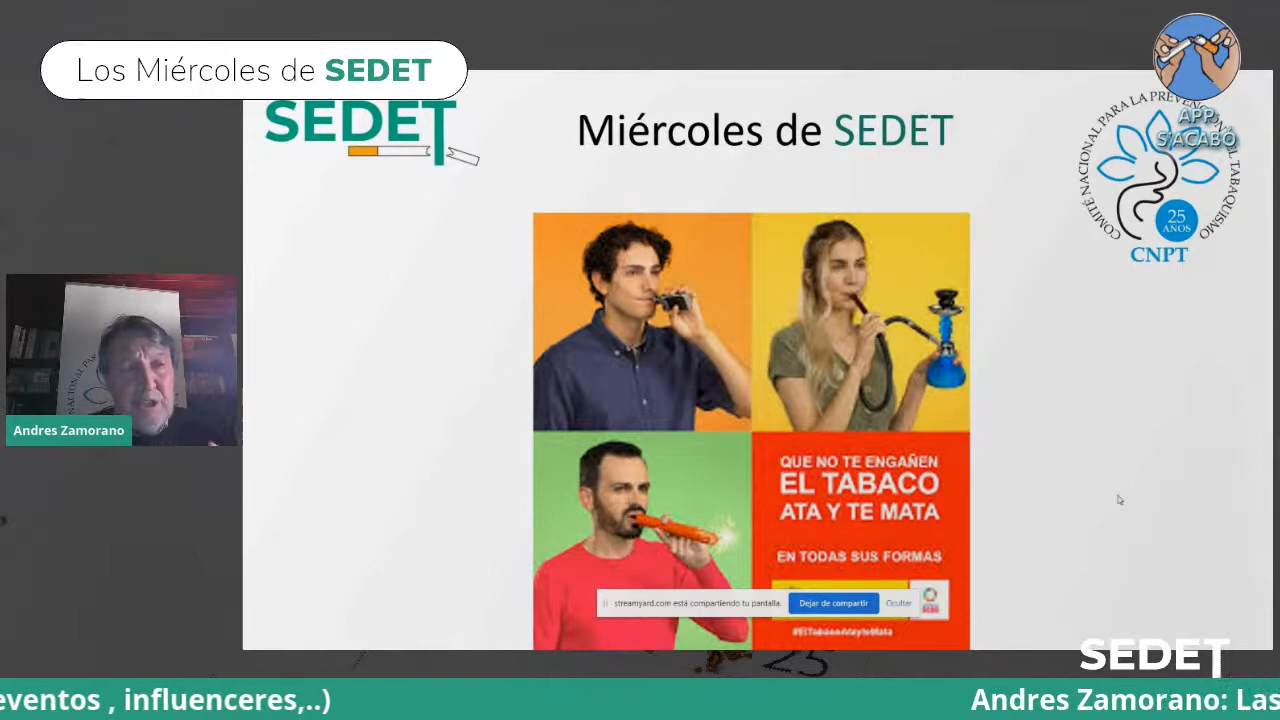 Los Miércoles de SEDET
SEDET
Miércoles de SEDET
APP
S'ACABÓ
COMITÉ NACIONAL PARA LA PREVENCIÓN DEL TABAQUISMO
25
AÑOS
CNPT
Andres Zamorano
QUE NO TE ENGAÑEN
EL TABACO
ATA Y TE MATA
EN TODAS SUS FORMAS
streamyard.com está compartiendo tu pantalla.
Dejar de compartir
Ocultar
#ElTabacoAtayteMata
SEDET
eventos , influenceres,..)
Andres Zamorano: Las